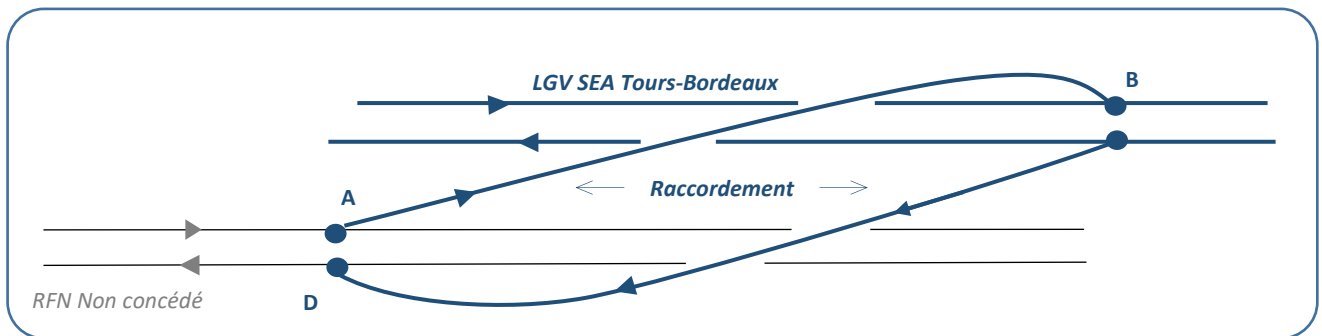 LGV SEA Tours-Bordeaux
B
Raccordement
A
RFN Non concédé
D